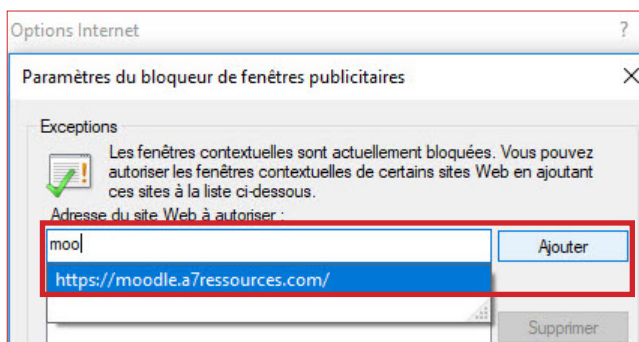 Options Internet ?
Paramètres du bloqueur de fenêtres publicitaires X
Exceptions
Les fenêtres contextuelles sont actuellement bloquées. Vous pouvez
autoriser les fenêtres contextuelles de certains sites Web en ajoutant
ces sites à la liste ci-dessous.
Adresse du site Web à autoriser :
moo Ajouter
https://moodle.a7ressources.com/
Supprimer